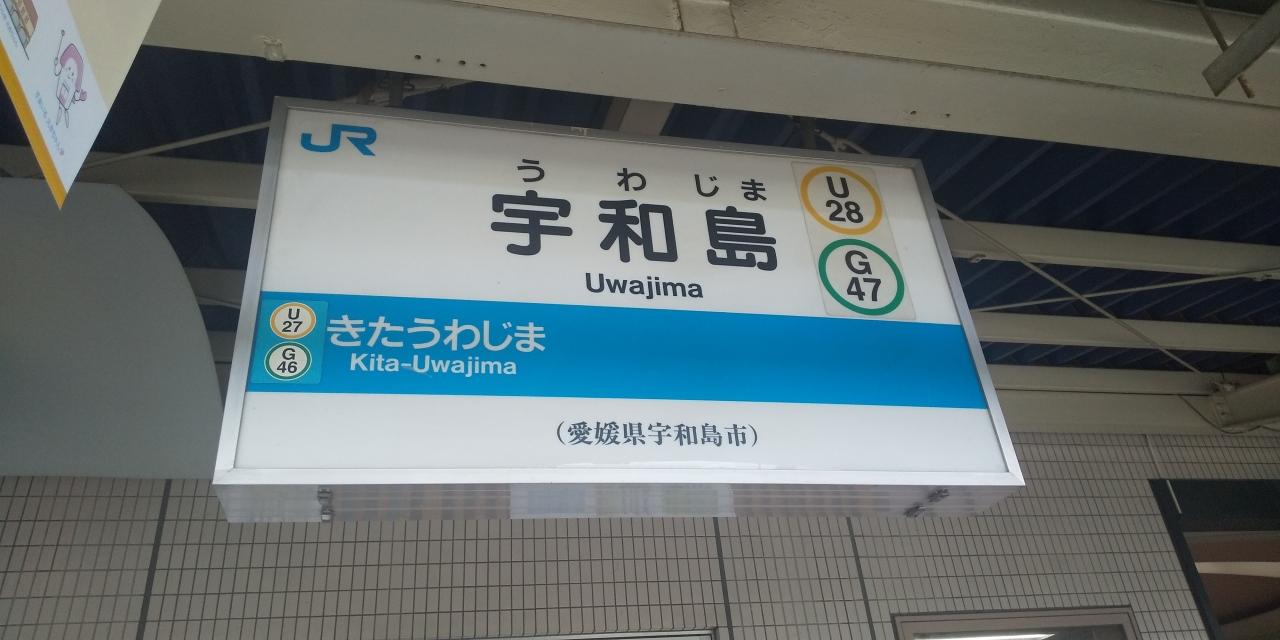 JR
うわじま
宇和島
Uwajima
U
28
G
47
U
27
G
46
きたうわじま
Kita-Uwajima
(愛媛県宇和島市)